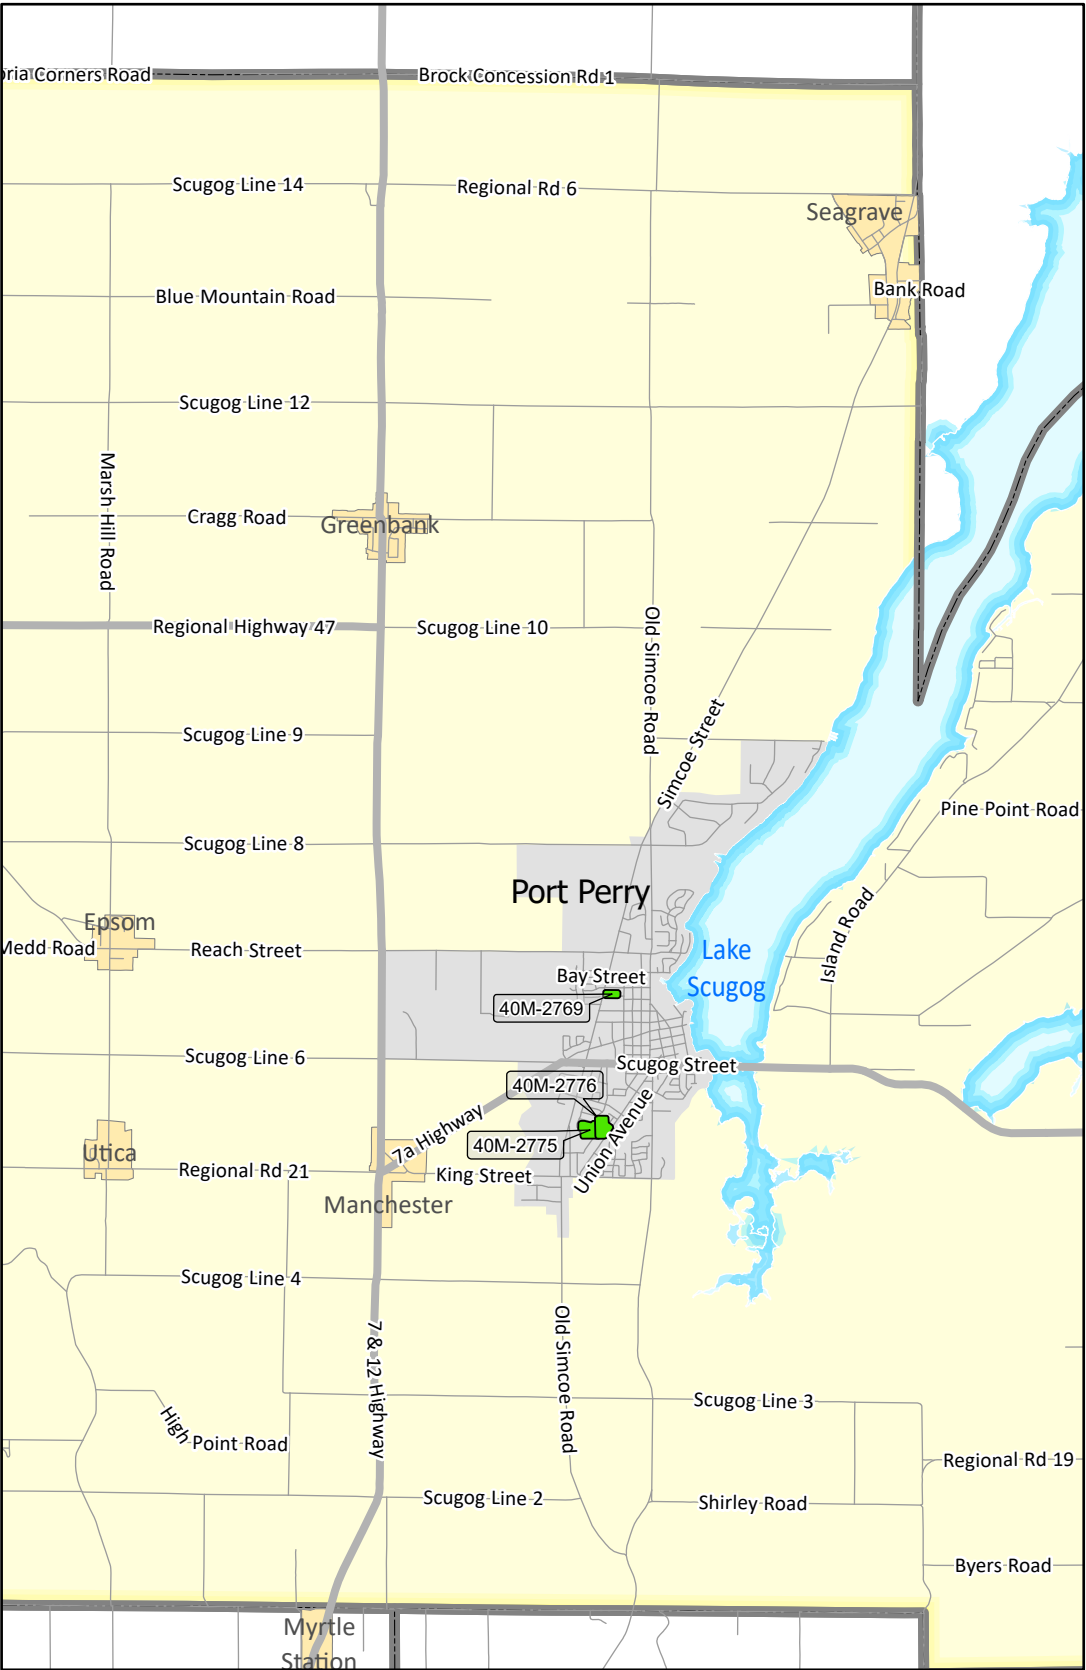 oria Corners Road
Brock Concession Rd 1
Scugog Line 14
Regional Rd 6
Seagrave
Blue Mountain Road
Bank Road
Scugog Line 12
Marsh Hill Road
Cragg Road
Greenbank
Regional Highway 47
Scugog Line 10
Old Simcoe Road
Scugog Line 9
Simcoe Street
Pine Point Road
Scugog Line 8
Port Perry
Epsom
Medd Road
Reach Street
Lake
Scugog
Island Road
Bay Street
40M-2769
Scugog Line 6
Scugog Street
40M-2776
Union Avenue
7a Highway
40M-2775
Utica
Regional Rd 21
King Street
Manchester
Scugog Line 4
7 & 12 Highway
Old Simcoe Road
Scugog Line 3
High Point Road
Regional Rd 19
Scugog Line 2
Shirley Road
Byers Road
Myrtle
Station